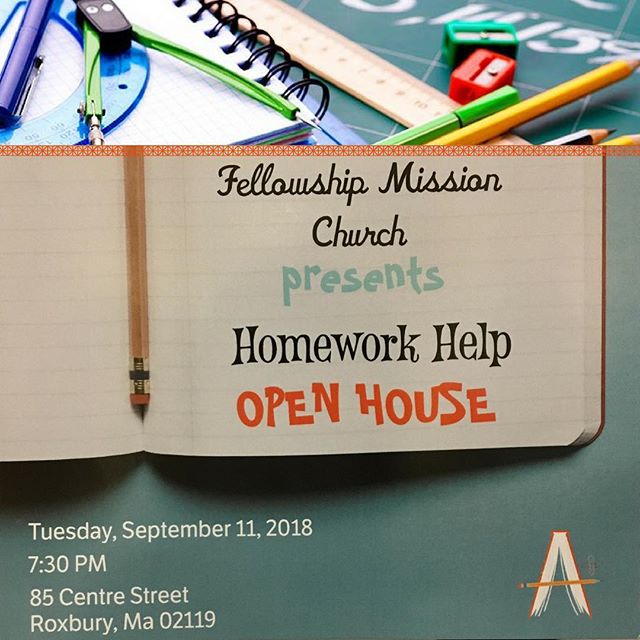 Fellowship Mission
Church
presents
Homework Help
OPEN HOUSE
Tuesday, September 11, 2018
7:30 PM
85 Centre Street
Roxbury, Ma 02119
A